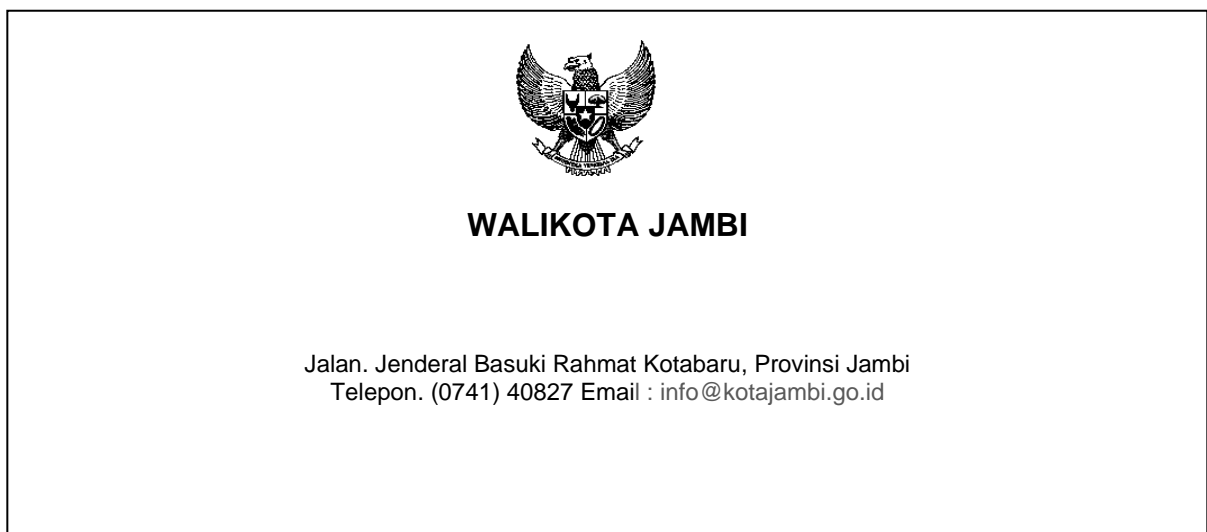 WALIKOTA JAMBI
Jalan. Jenderal Basuki Rahmat Kotabaru, Provinsi Jambi
Telepon. (0741) 40827 Email : info@kotajambi.go.id